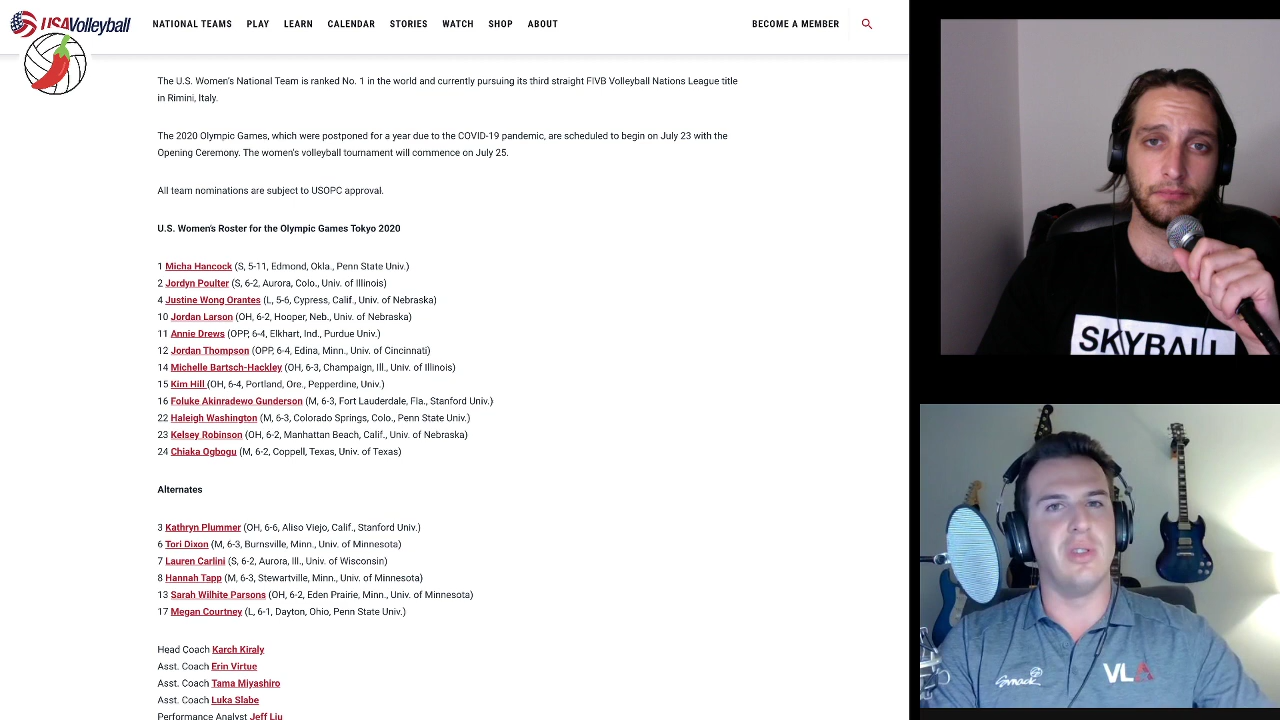 USAVolleyball NATIONAL TEAMS PLAY LEARN CALENDAR STORIES WATCH SHOP ABOUT BECOME A MEMBER
The U.S. Women's National Team is ranked No. 1 in the world and currently pursuing its third straight FIVB Volleyball Nations League title
in Rimini, Italy.
The 2020 Olympic Games, which were postponed for a year due to the COVID-19 pandemic, are scheduled to begin on July 23 with the
Opening Ceremony. The women's volleyball tournament will commence on July 25.
All team nominations are subject to USOPC approval.
U.S. Women's Roster for the Olympic Games Tokyo 2020
1 Micha Hancock (S, 5-11, Edmond, Okla., Penn State Univ.)
2 Jordyn Poulter (S, 6-2, Aurora, Colo., Univ. of Illinois)
4 Justine Wong Orantes (L, 5-6, Cypress, Calif., Univ. of Nebraska)
10 Jordan Larson (OH, 6-2, Hooper, Neb., Univ. of Nebraska)
11 Annie Drews (OPP, 6-4, Elkhart, Ind., Purdue Univ.)
12 Jordan Thompson (OPP, 6-4, Edina, Minn., Univ. of Cincinnati)
14 Michelle Bartsch-Hackley (OH, 6-3, Champaign, Ill., Univ. of Illinois)
15 Kim Hill (OH, 6-4, Portland, Ore., Pepperdine, Univ.)
16 Foluke Akinradewo Gunderson (M, 6-3, Fort Lauderdale, Fla., Stanford Univ.)
22 Haleigh Washington (M, 6-3, Colorado Springs, Colo., Penn State Univ.)
23 Kelsey Robinson (OH, 6-2, Manhattan Beach, Calif., Univ. of Nebraska)
24 Chiaka Ogbogu (M, 6-2, Coppell, Texas, Univ. of Texas)
Alternates
3 Kathryn Plummer (OH, 6-6, Aliso Viejo, Calif., Stanford Univ.)
6 Tori Dixon (M, 6-3, Burnsville, Minn., Univ. of Minnesota)
7 Lauren Carlini (S, 6-2, Aurora, Ill., Univ. of Wisconsin)
8 Hannah Tapp (M, 6-3, Stewartville, Minn., Univ. of Minnesota)
13 Sarah Wilhite Parsons (OH, 6-2, Eden Prairie, Minn., Univ. of Minnesota)
17 Megan Courtney (L, 6-1, Dayton, Ohio, Penn State Univ.)
Head Coach Karch Kiraly
Asst. Coach Erin Virtue
Asst. Coach Tama Miyashiro
Asst. Coach Luka Slabe
Performance Analyst Jeff Liu
SKYBALL
Smack VLA